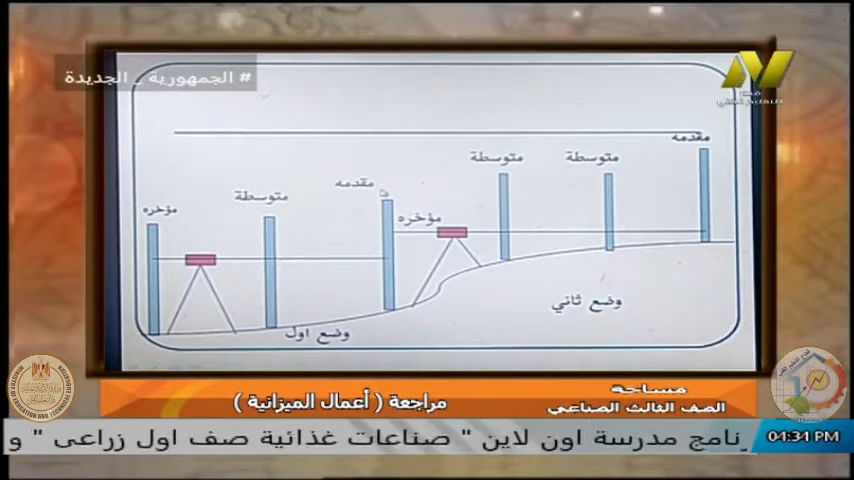 # الجمهورية _ الجديدة
مقدمه
متوسطة
متوسطة
مقدمه
متوسطة
مؤخره
مؤخره
وضع ثاني
وضع اول
مساحة
الصف الثالث الصناعي
مراجعة ( أعمال الميزانية )
04:34 PM
نامج مدرسة اون لاين " صناعات غذائية صف اول زراعى " و